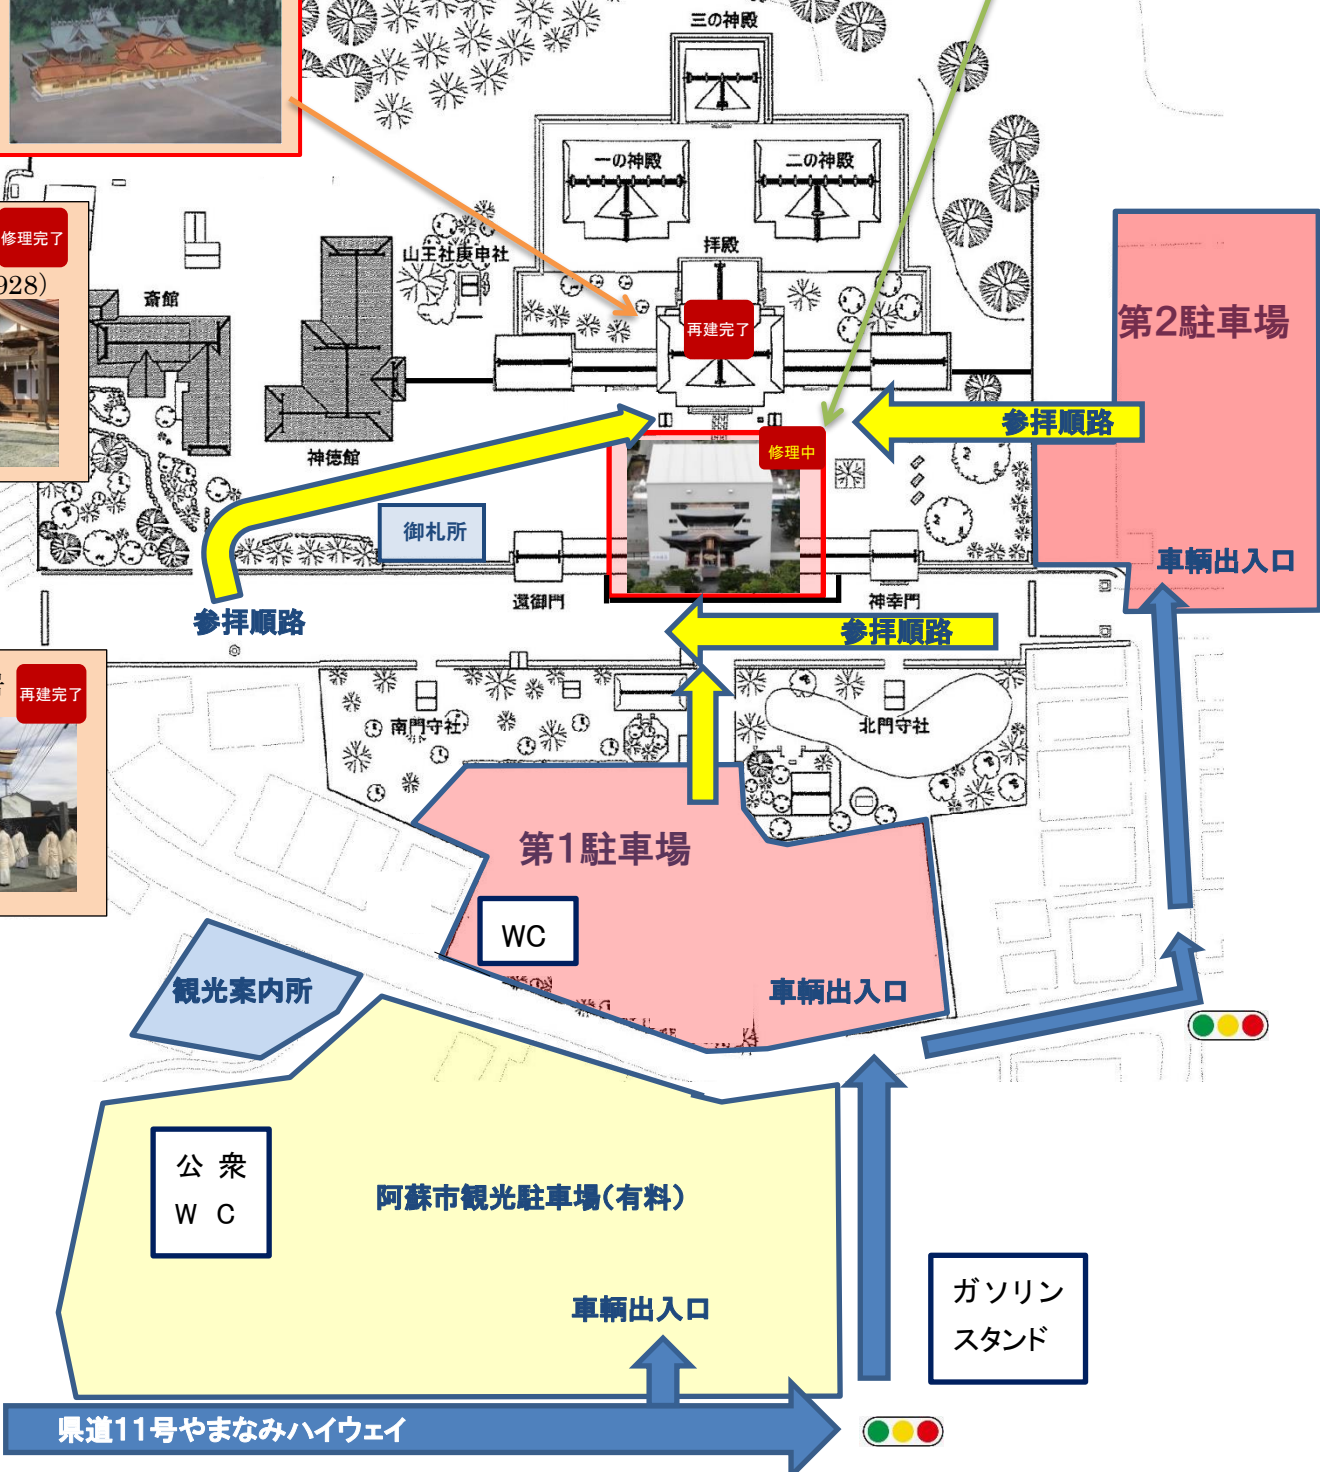 三の神殿
一の神殿
二の神殿
修理完了
928)
山王社庚申社
拝殿
斎館
再建完了
第2駐車場
参拝順路
神徳館
修理中
御札所
車輌出入口
還御門
神幸門
参拝順路
参拝順路
再建完了
南門守社
北門守社
第1駐車場
WC
観光案内所
車輌出入口
公 衆
W C
阿蘇市観光駐車場(有料)
車輌出入口
ガソリン
スタンド
県道11号やまなみハイウェイ